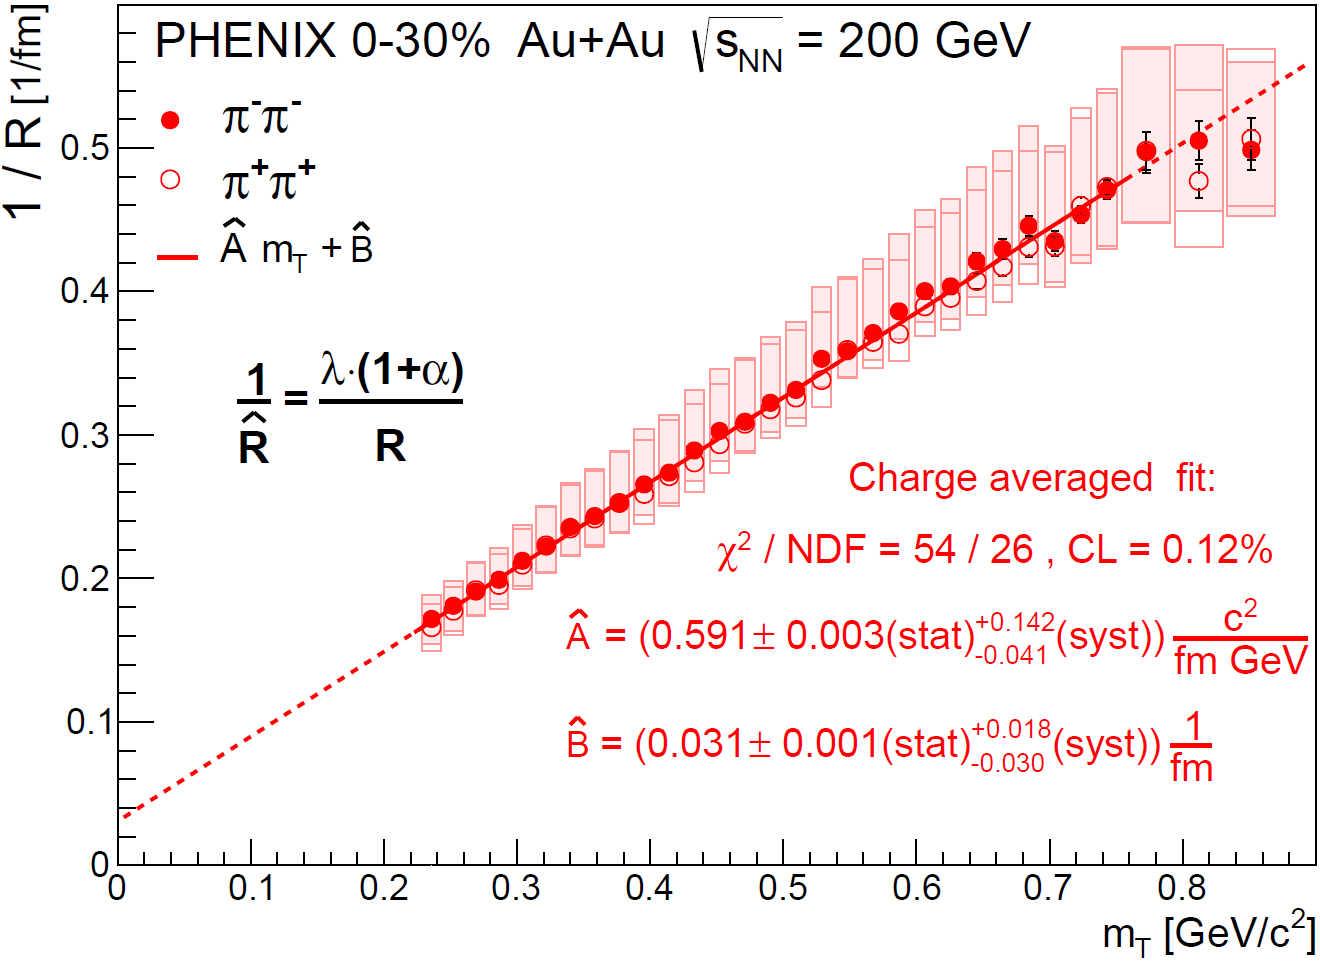 PHENIX 0-30% Au+Au √sNN = 200 GeV
1 / R [1/fm]
π⁻π⁻
π⁺π⁺
Â mT + B̂
1/R̂ = λ·(1+α)/R
Charge averaged fit:
χ² / NDF = 54 / 26 , CL = 0.12%
Â = (0.591± 0.003(stat)+0.142-0.041(syst)) c²/fm GeV
B̂ = (0.031± 0.001(stat)+0.018-0.030(syst)) 1/fm
0.5
0.4
0.3
0.2
0.1
0
0 0.1 0.2 0.3 0.4 0.5 0.6 0.7 0.8
mT [GeV/c²]